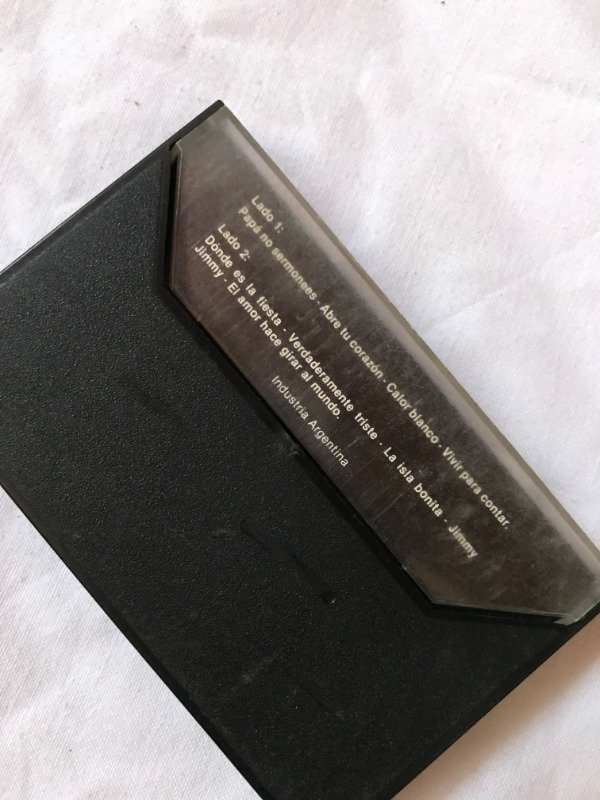 Lado 1:
Papá no sermonees - Abre tu corazón - Calor blanco - Vivir para contar.
Lado 2:
Dónde es la fiesta - Verdaderamente triste - La isla bonita - Jimmy
Jimmy - El amor hace girar al mundo.
Industria Argentina